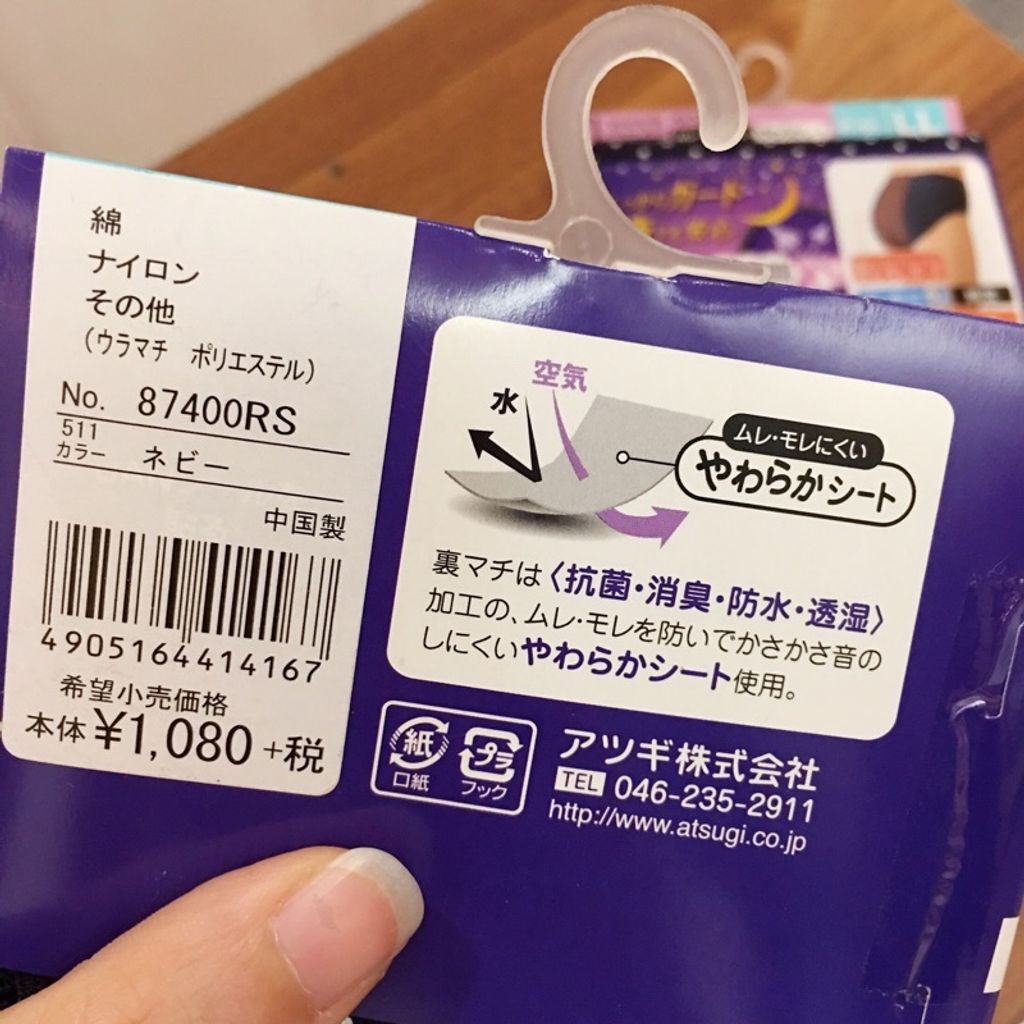 綿
ナイロン
その他
(ウラマチ ポリエステル)
No. 87400RS
511
カラー ネビー
中国製
4905164414167
希望小売価格
本体 ¥1,080 +税
空気
水
ムレ・モレにくい
やわらかシート
裏マチは〈抗菌・消臭・防水・透湿〉
加工の、ムレ・モレを防いでかさかさ音の
しにくいやわらかシート使用。
紙
口紙
プラ
フック
アツギ株式会社
TEL 046-235-2911
http://www.atsugi.co.jp
LL
ガード